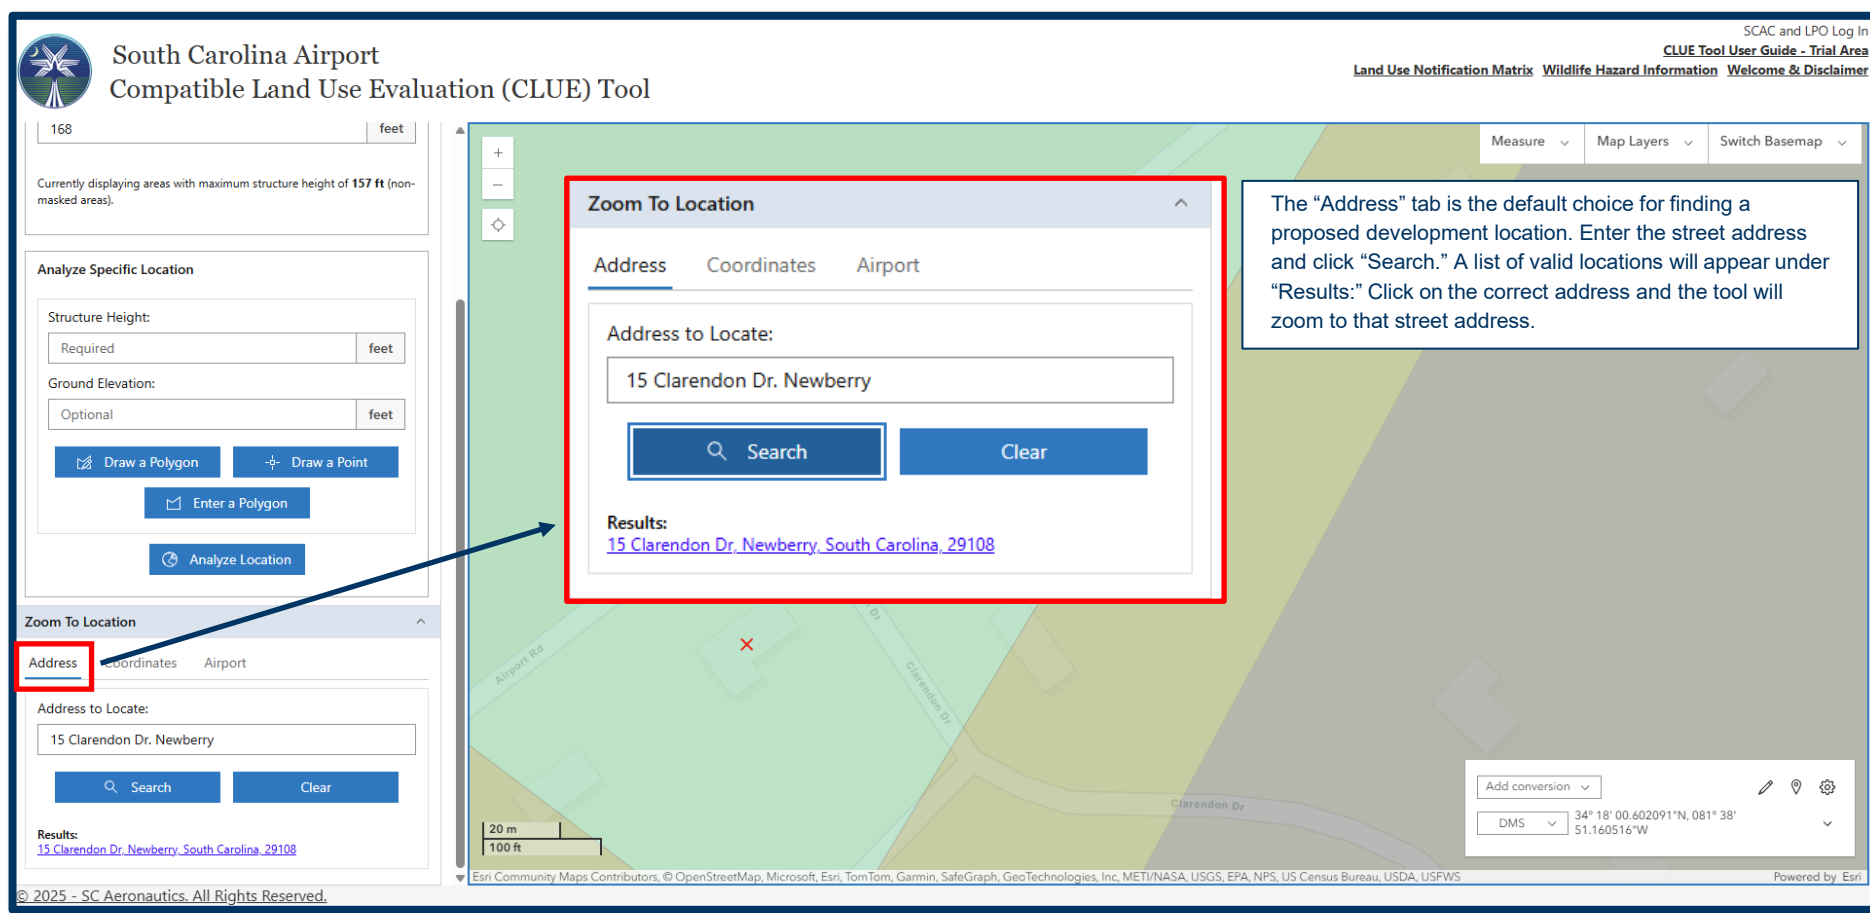 SCAC and LPO Log In
South Carolina Airport
Compatible Land Use Evaluation (CLUE) Tool
CLUE Tool User Guide - Trial Area
Land Use Notification Matrix Wildlife Hazard Information Welcome & Disclaimer
168 feet
Currently displaying areas with maximum structure height of 157 ft (non-
masked areas).
Analyze Specific Location
Structure Height:
Required feet
Ground Elevation:
Optional feet
Draw a Polygon Draw a Point
Enter a Polygon
Analyze Location
Zoom To Location
Address Coordinates Airport
Address to Locate:
15 Clarendon Dr. Newberry
Search Clear
Results:
15 Clarendon Dr, Newberry, South Carolina, 29108
+
−
Measure Map Layers Switch Basemap
Zoom To Location
Address Coordinates Airport
Address to Locate:
15 Clarendon Dr. Newberry
Search Clear
Results:
15 Clarendon Dr, Newberry, South Carolina, 29108
The “Address” tab is the default choice for finding a
proposed development location. Enter the street address
and click “Search.” A list of valid locations will appear under
“Results:” Click on the correct address and the tool will
zoom to that street address.
Airport Rd
Dr
Clarendon Dr
Clarendon Dr
Add conversion
DMS 34° 18' 00.602091"N, 081° 38'
51.160516"W
20 m
100 ft
Esri Community Maps Contributors, © OpenStreetMap, Microsoft, Esri, TomTom, Garmin, SafeGraph, GeoTechnologies, Inc, METI/NASA, USGS, EPA, NPS, US Census Bureau, USDA, USFWS Powered by Esri
© 2025 - SC Aeronautics. All Rights Reserved.